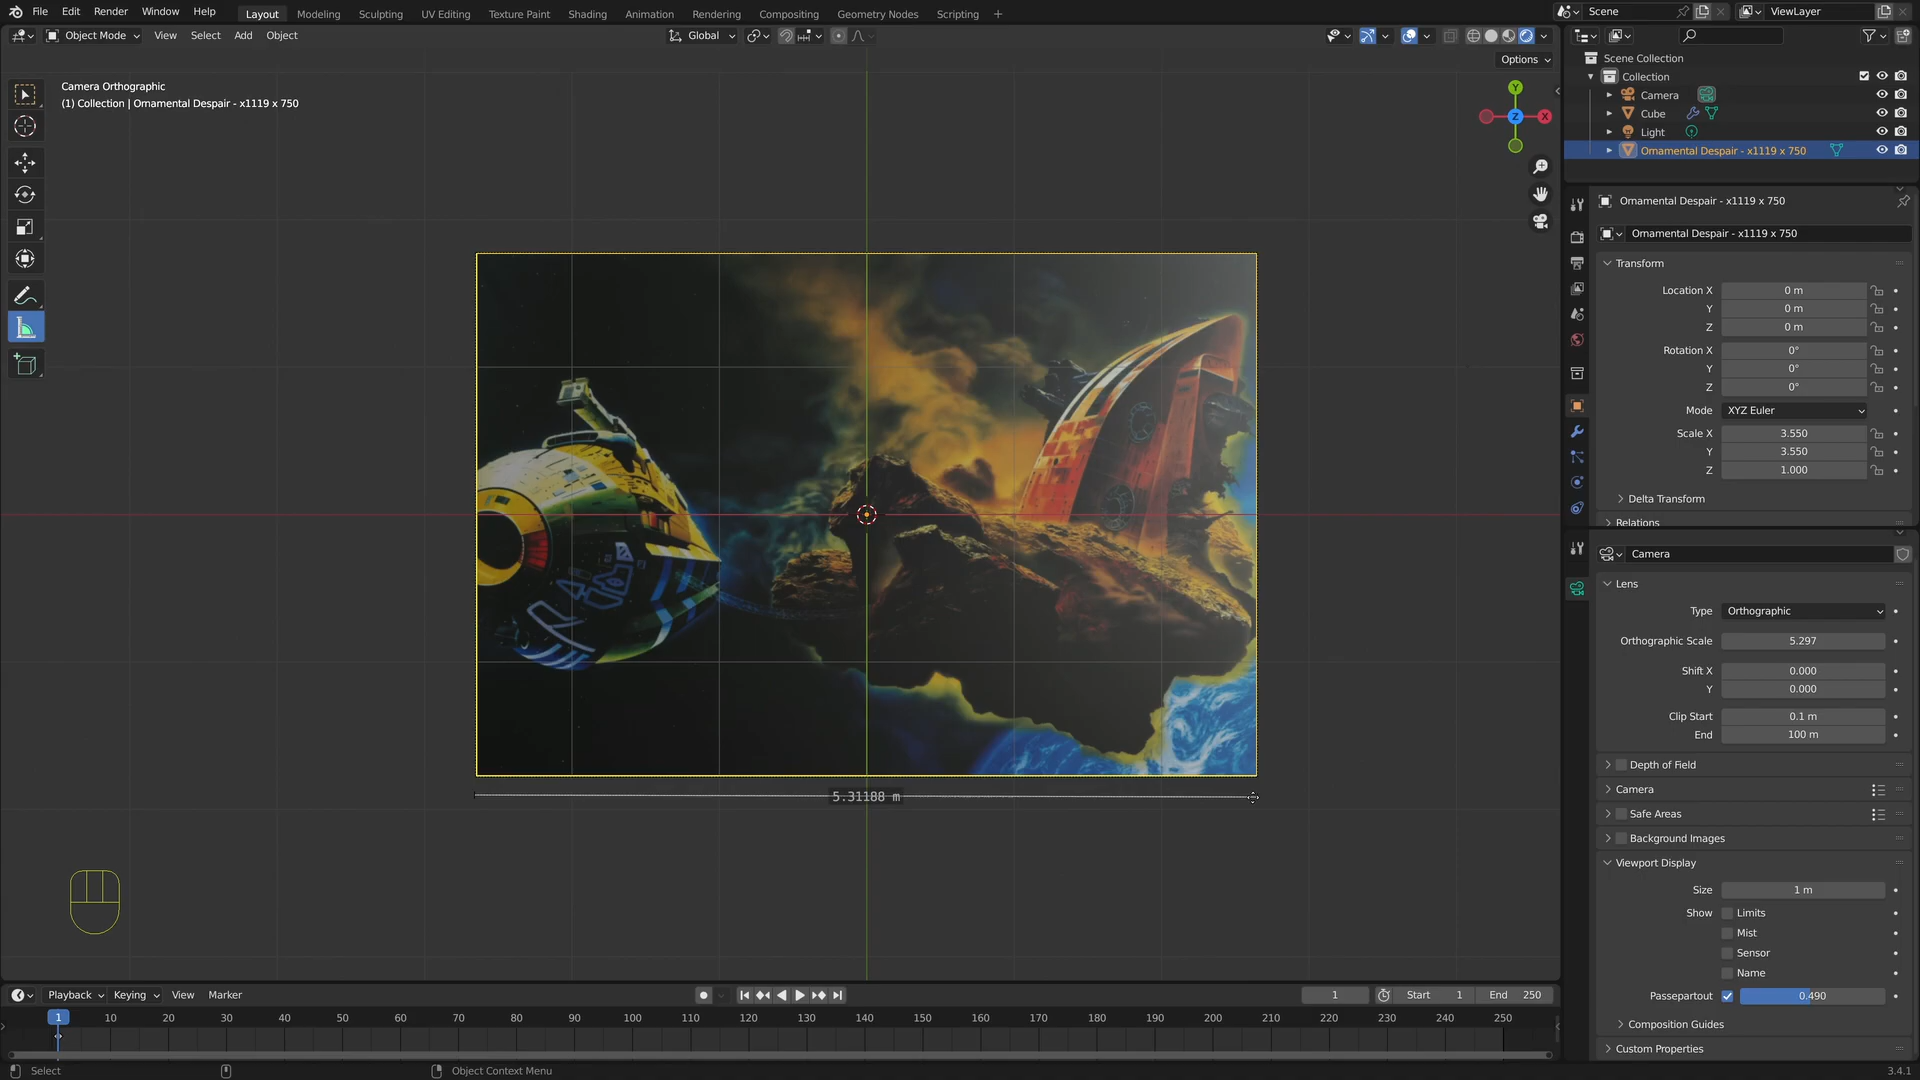 File Edit Render Window Help Layout Modeling Sculpting UV Editing Texture Paint Shading Animation Rendering Compositing Geometry Nodes Scripting + Scene ViewLayer
Object Mode View Select Add Object Global
Options
Camera Orthographic
(1) Collection | Ornamental Despair - x1119 x 750
Y
Z
X
5.31188 m
Scene Collection
Collection
Camera
Cube
Light
Ornamental Despair - x1119 x 750
Ornamental Despair - x1119 x 750
Ornamental Despair - x1119 x 750
Transform
Location X 0 m
Y 0 m
Z 0 m
Rotation X 0°
Y 0°
Z 0°
Mode XYZ Euler
Scale X 3.550
Y 3.550
Z 1.000
Delta Transform
Relations
Camera
Lens
Type Orthographic
Orthographic Scale 5.297
Shift X 0.000
Y 0.000
Clip Start 0.1 m
End 100 m
Depth of Field
Camera
Safe Areas
Background Images
Viewport Display
Size 1 m
Show Limits
Mist
Sensor
Name
Passepartout 0.490
Composition Guides
Custom Properties
Playback Keying View Marker 1 Start 1 End 250
1 10 20 30 40 50 60 70 80 90 100 110 120 130 140 150 160 170 180 190 200 210 220 230 240 250
Select Object Context Menu 3.4.1